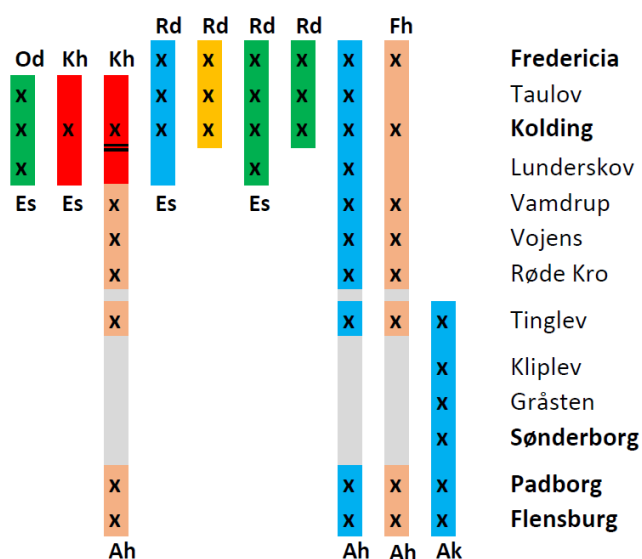 Rd Rd Rd Rd Fh
Od Kh Kh x x x x x x Fredericia
x x x x x x Taulov
x x x x x x x x x Kolding
x x x Lunderskov
Es Es x Es Es x x Vamdrup
x x x Vojens
x x x Røde Kro
x x x x Tinglev
x Kliplev
x Gråsten
x Sønderborg
x x x x Padborg
x x x x Flensburg
Ah Ah Ah Ak